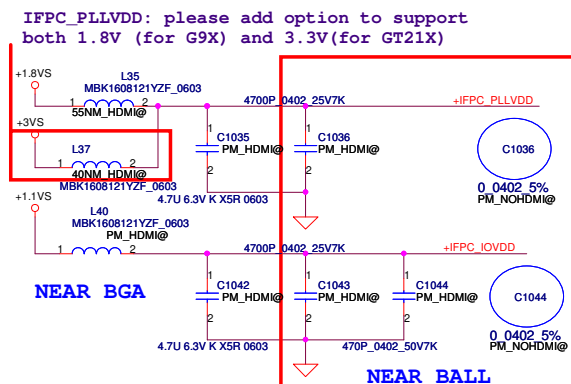 IFPC_PLLVDD: please add option to support
both 1.8V (for G9X) and 3.3V(for GT21X)
+1.8VS
L35
MBK1608121YZF_0603
1 2
55NM_HDMI@
4700P_0402_25V7K
+IFPC_PLLVDD
+3VS
L37
1 2
40NM_HDMI@
MBK1608121YZF_0603
1
C1035
PM_HDMI@
2
1
C1036
PM_HDMI@
2
C1036
0_0402_5%
PM_NOHDMI@
4.7U 6.3V K X5R 0603
+1.1VS
L40
MBK1608121YZF_0603
PM_HDMI@
1 2
4700P_0402_25V7K
+IFPC_IOVDD
NEAR BGA
1
C1042
PM_HDMI@
2
1
C1043
PM_HDMI@
2
1
C1044
PM_HDMI@
2
C1044
0_0402_5%
PM_NOHDMI@
4.7U 6.3V K X5R 0603
470P_0402_50V7K
NEAR BALL